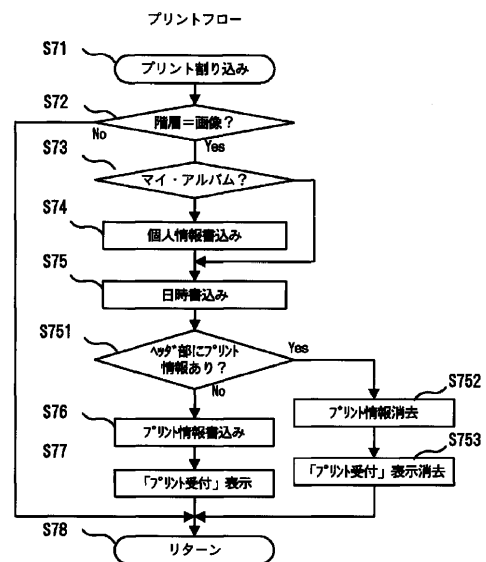 プリントフロー
S71
プリント割り込み
S72
階層=画像?
No
Yes
S73
マイ・アルバム?
S74
個人情報書込み
S75
日時書込み
S751
ヘッダ部にプリント
情報あり?
Yes
No
S752
プリント情報消去
S76
プリント情報書込み
S753
「プリント受付」表示消去
S77
「プリント受付」表示
S78
リターン